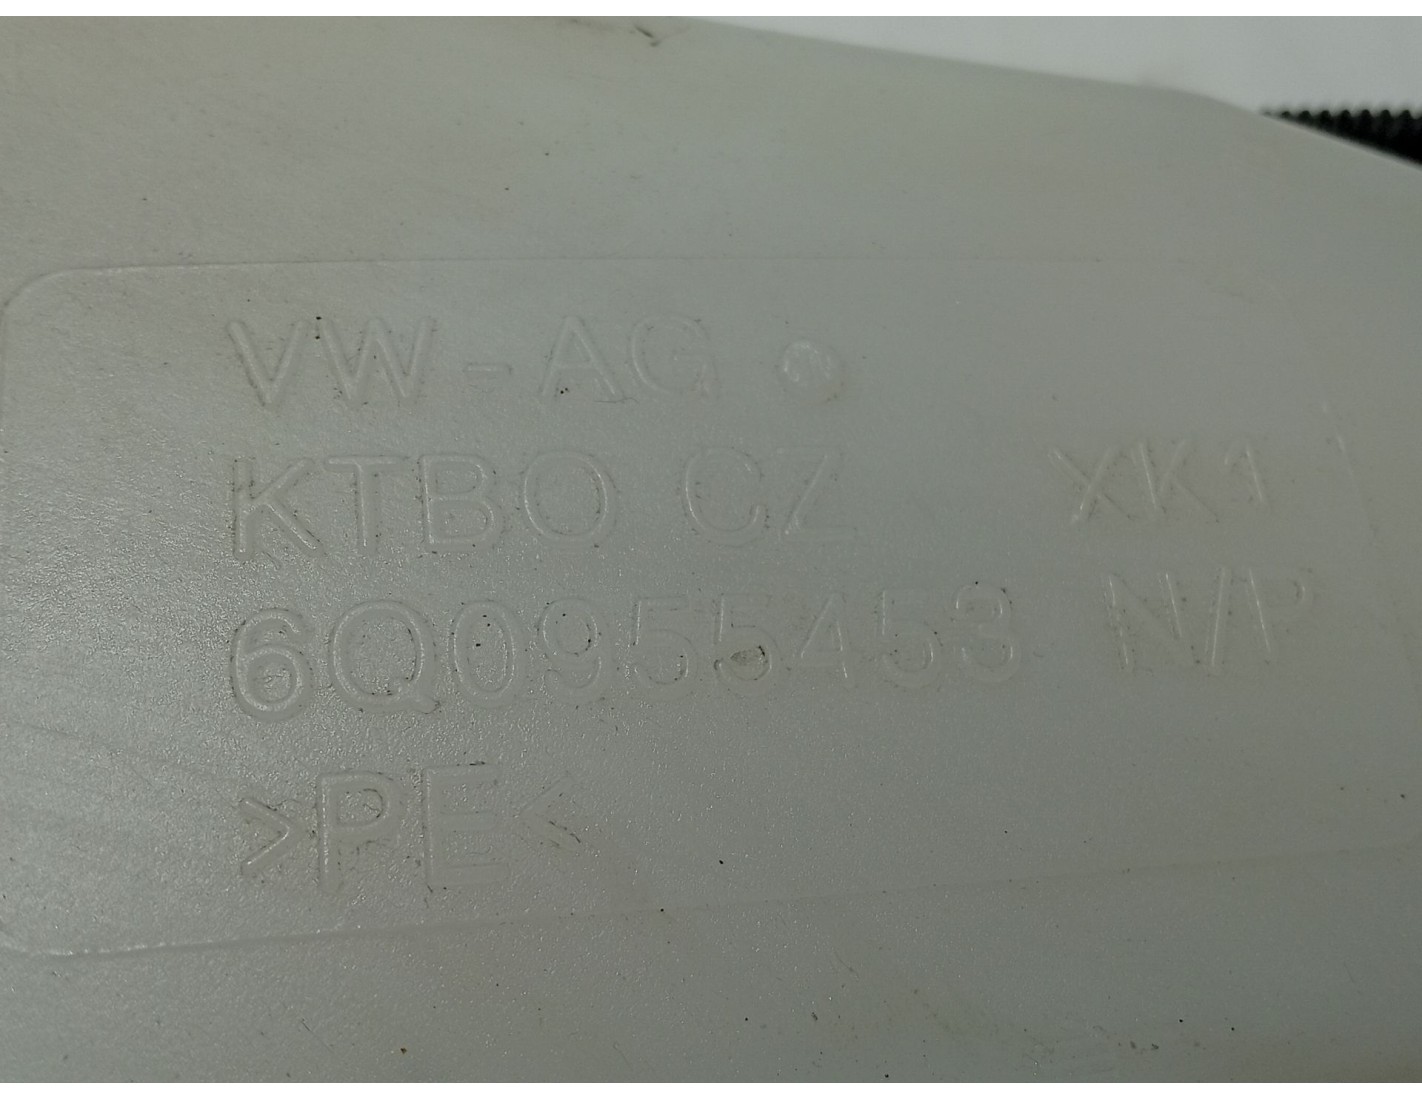 VW-AG
KTBO CZ XK1
6Q0955453 N/P
>PE<